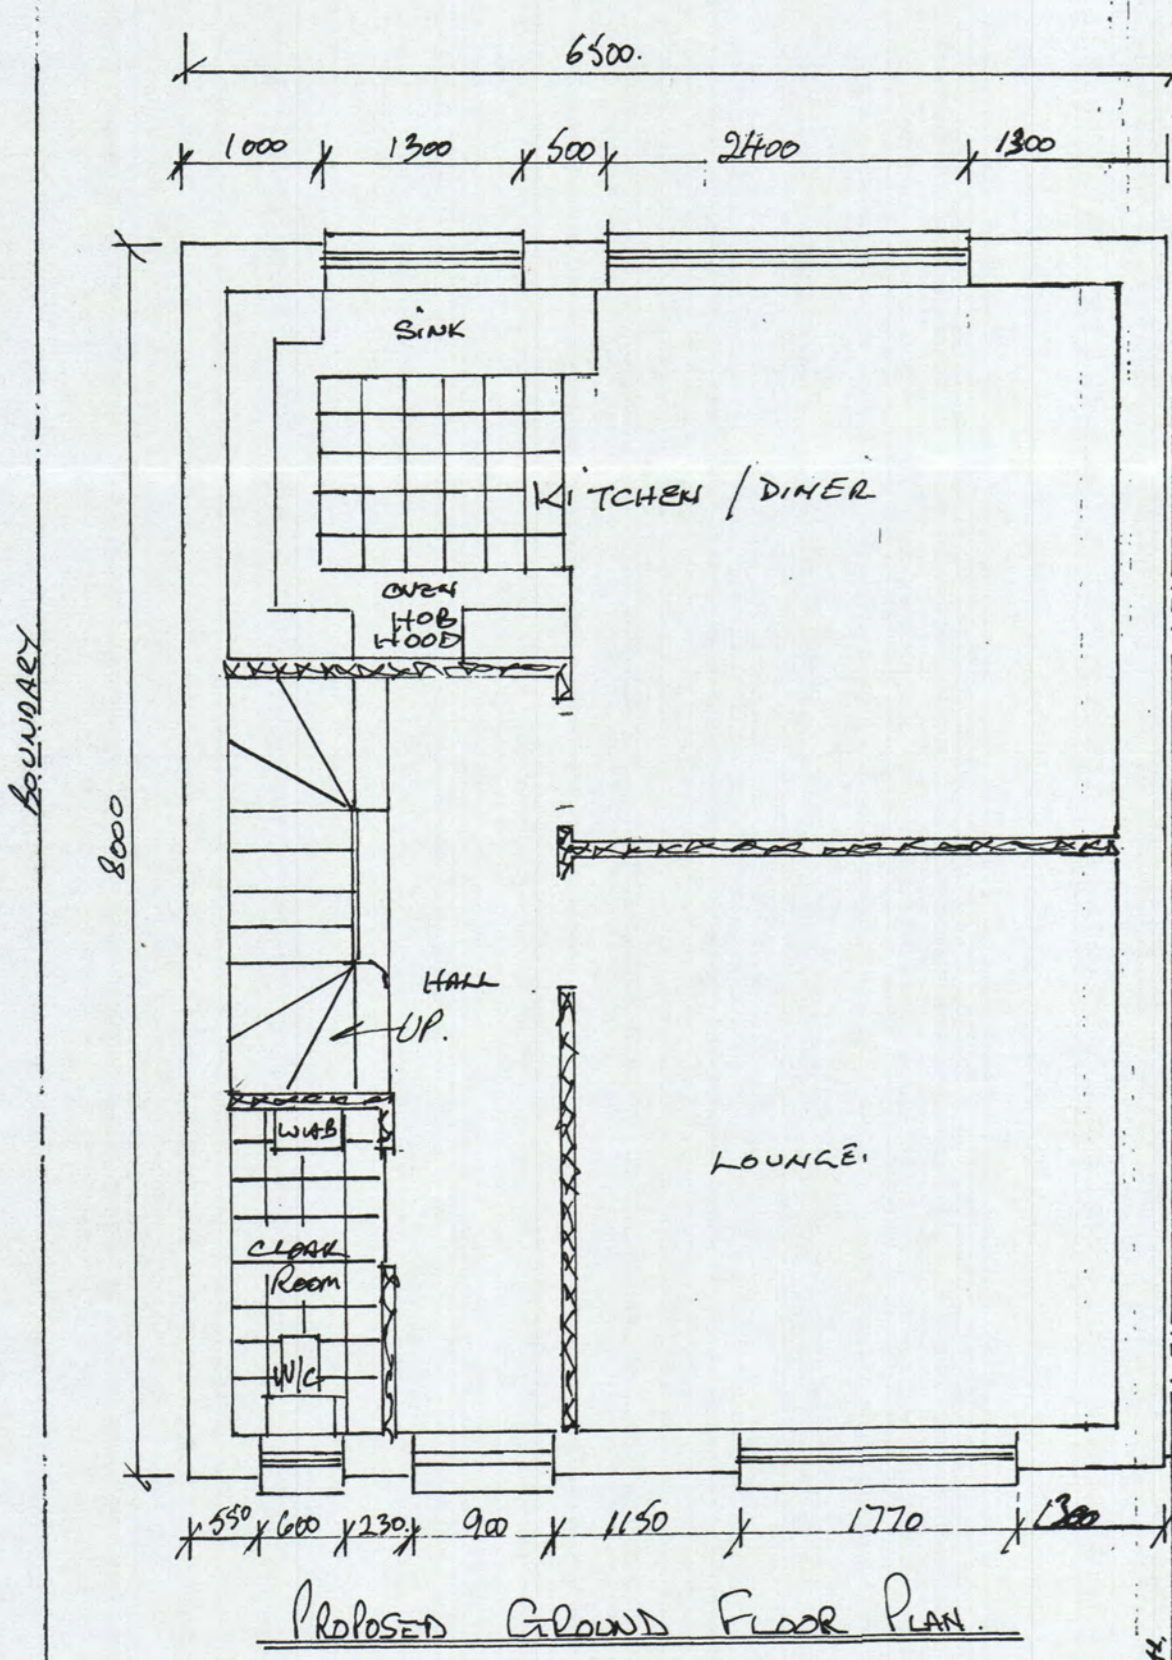 6500.
1000 1300 500 2400 1300
SINK
KITCHEN / DINER
OVEN
HOB
HOOD
BOUNDARY
8000
HALL
UP.
WHB
LOUNGE.
CLOAK
ROOM
W/C
550 600 230 900 1150 1770 1300
PROPOSED GROUND FLOOR PLAN.